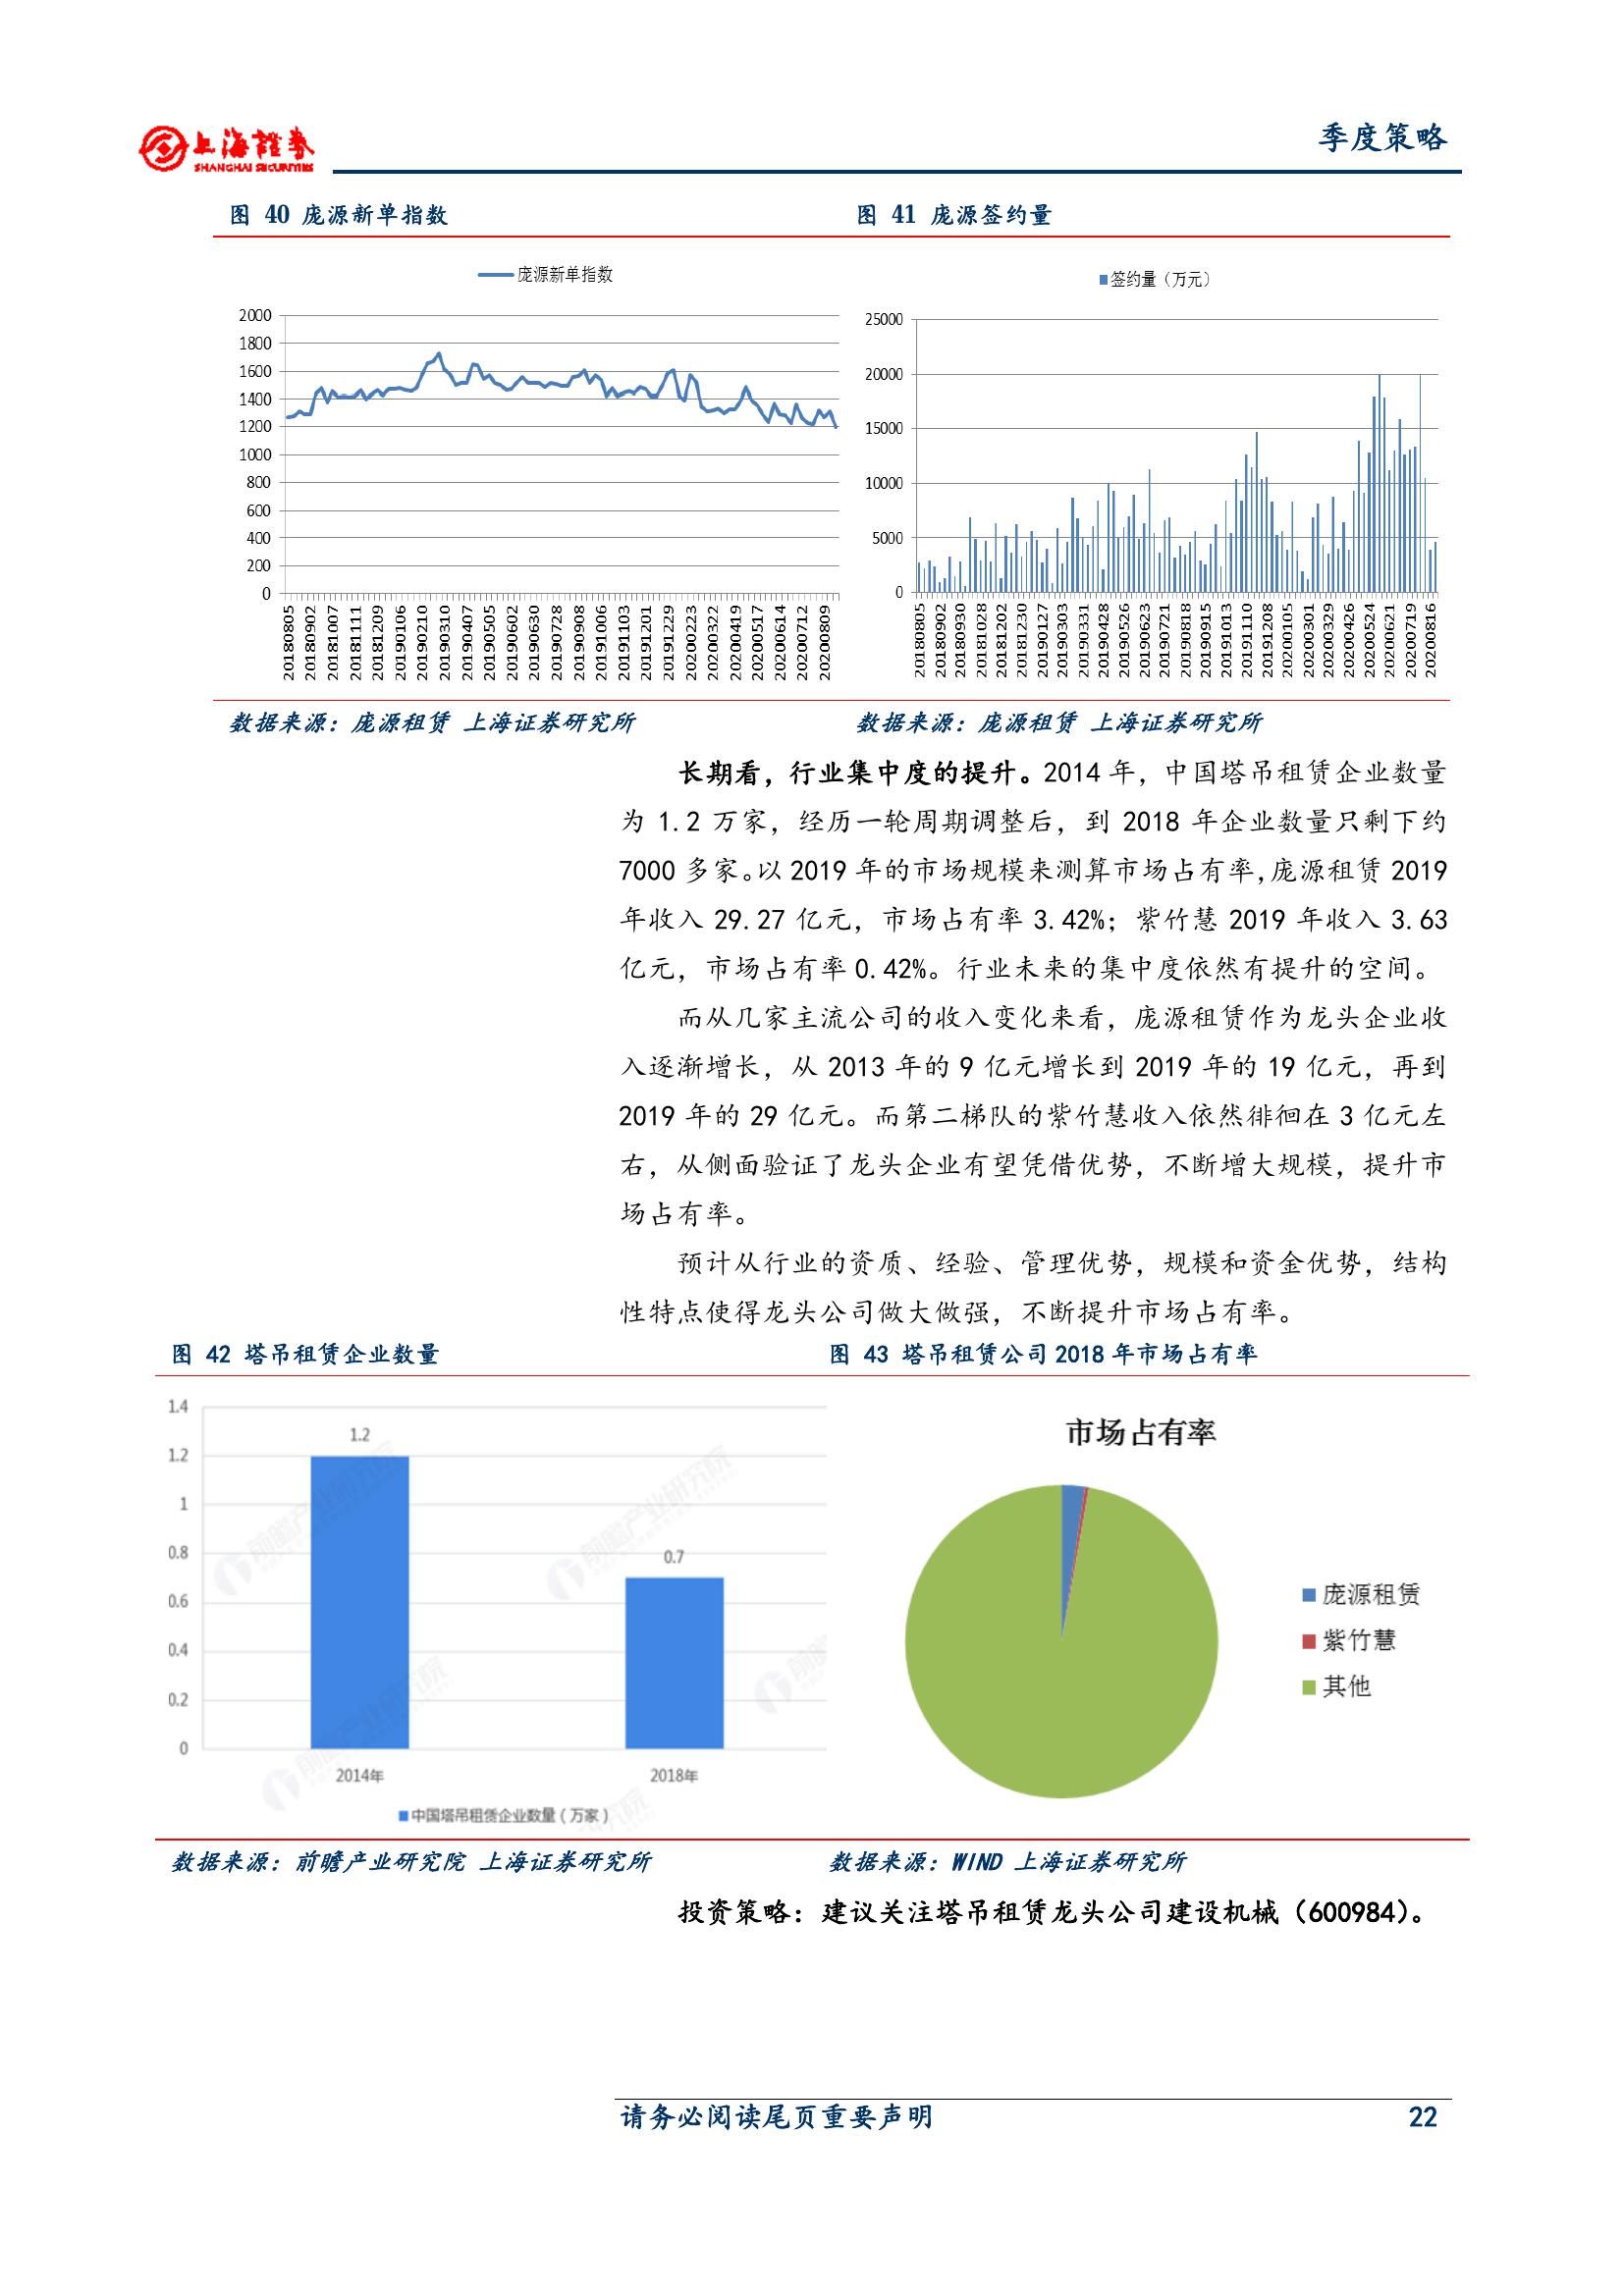 上海證券
SHANGHAI SECURITIES
季度策略
图 40 庞源新单指数
图 41 庞源签约量
庞源新单指数
2000
1800
1600
1400
1200
1000
800
600
400
200
0
20180805
20180902
20181007
20181111
20181209
20190106
20190210
20190310
20190407
20190505
20190602
20190630
20190728
20190908
20191006
20191103
20191201
20191229
20200223
20200322
20200419
20200517
20200614
20200712
20200809
签约量（万元）
25000
20000
15000
10000
5000
0
20180805
20180902
20180930
20181028
20181202
20181230
20190127
20190303
20190331
20190428
20190526
20190623
20190721
20190818
20190915
20191013
20191110
20191208
20200105
20200301
20200329
20200426
20200524
20200621
20200719
20200816
数据来源：庞源租赁 上海证券研究所
数据来源：庞源租赁 上海证券研究所
长期看，行业集中度的提升。2014 年，中国塔吊租赁企业数量
为 1.2 万家，经历一轮周期调整后，到 2018 年企业数量只剩下约
7000 多家。以 2019 年的市场规模来测算市场占有率，庞源租赁 2019
年收入 29.27 亿元，市场占有率 3.42%；紫竹慧 2019 年收入 3.63
亿元，市场占有率 0.42%。行业未来的集中度依然有提升的空间。
而从几家主流公司的收入变化来看，庞源租赁作为龙头企业收
入逐渐增长，从 2013 年的 9 亿元增长到 2019 年的 19 亿元，再到
2019 年的 29 亿元。而第二梯队的紫竹慧收入依然徘徊在 3 亿元左
右，从侧面验证了龙头企业有望凭借优势，不断增大规模，提升市
场占有率。
预计从行业的资质、经验、管理优势，规模和资金优势，结构
性特点使得龙头公司做大做强，不断提升市场占有率。
图 42 塔吊租赁企业数量
图 43 塔吊租赁公司 2018 年市场占有率
1.4
1.2
1
0.8
0.6
0.4
0.2
0
1.2
0.7
2014年
2018年
中国塔吊租赁企业数量（万家）
前瞻产业研究院
前瞻产业研究院
前瞻产业研究院
前瞻
究院
市场占有率
庞源租赁
紫竹慧
其他
数据来源：前瞻产业研究院 上海证券研究所
数据来源：WIND 上海证券研究所
投资策略：建议关注塔吊租赁龙头公司建设机械（600984）。
请务必阅读尾页重要声明
22